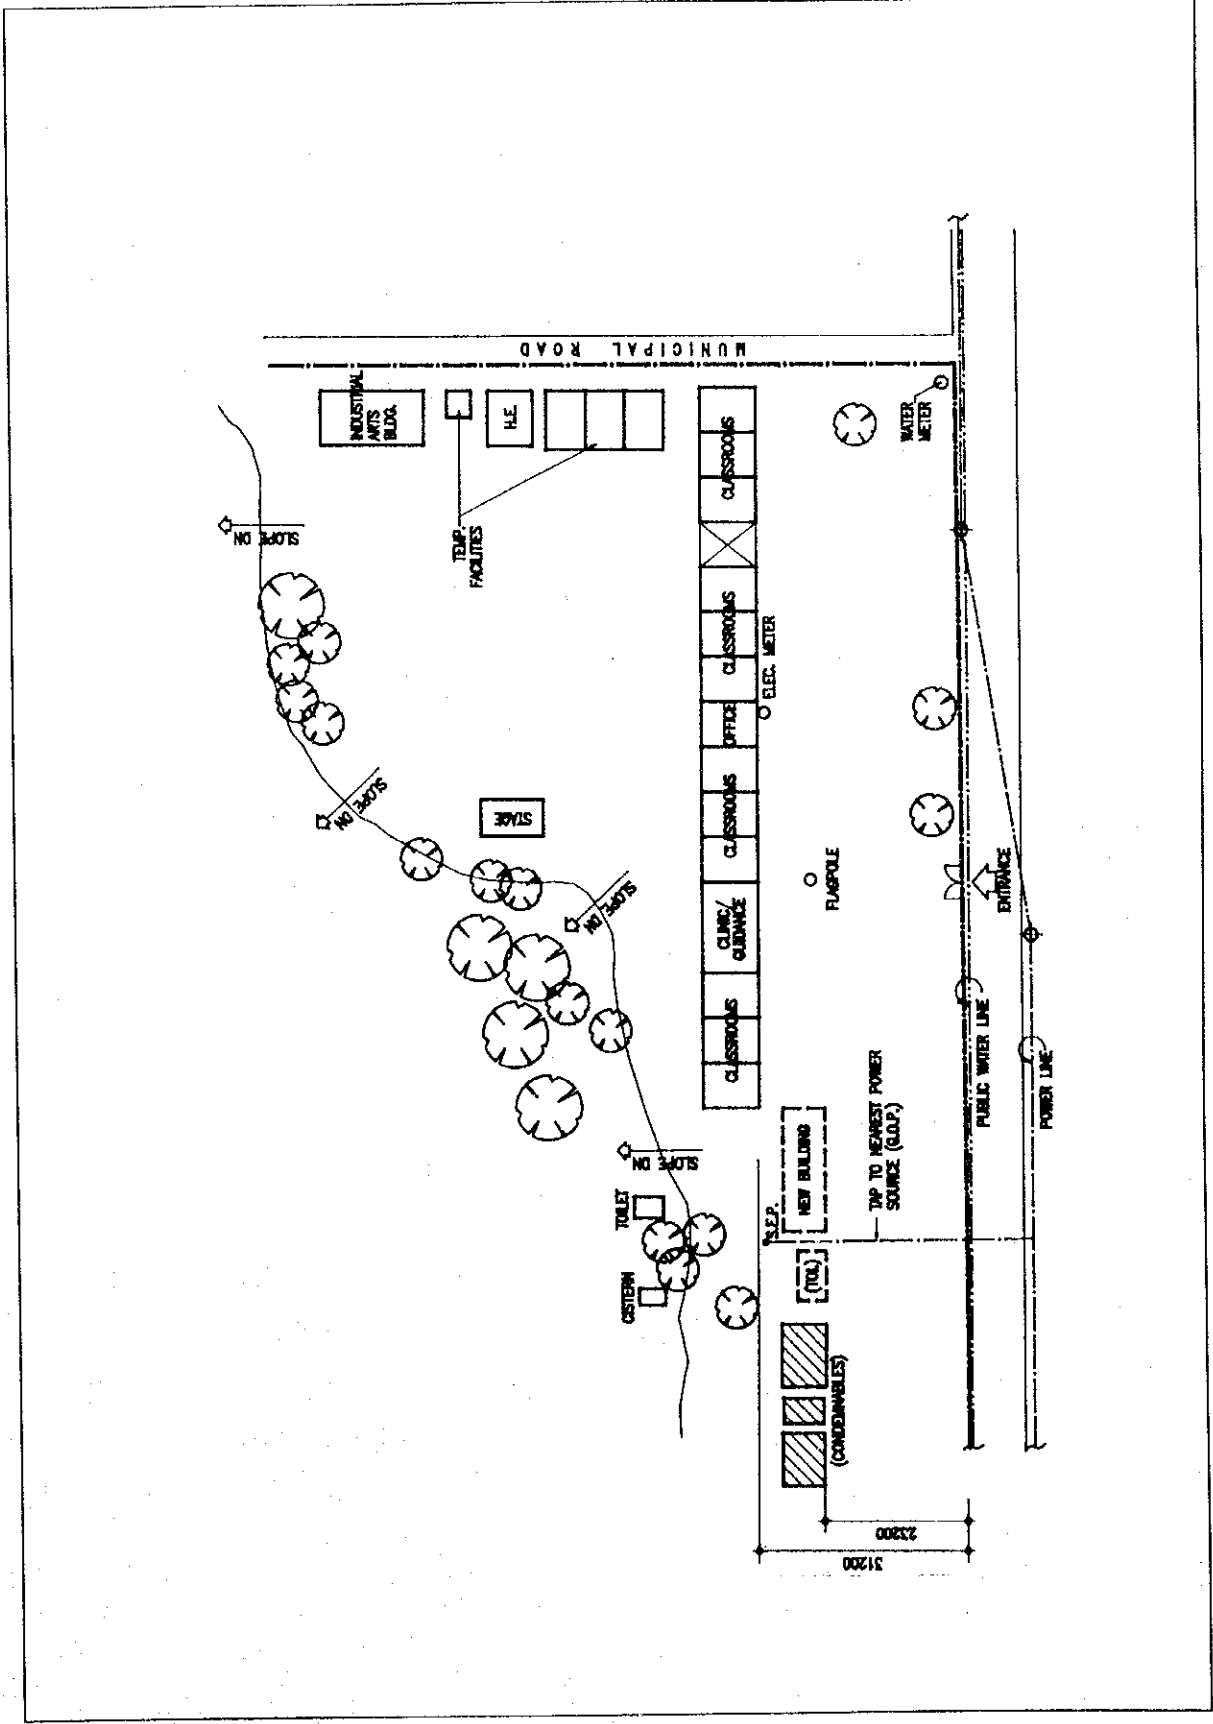 MUNICIPAL ROAD
INDUSTRIAL
ARTS
BLDG.
H.E.
TEMP.
FACILITIES
SLOPE DN
SLOPE DN
SLOPE DN
SLOPE DN
STAGE
CLASSROOMS
CLASSROOMS
OFFICE
CLASSROOMS
CLINIC/
GUIDANCE
CLASSROOMS
ELEC. METER
WATER
METER
FLAGPOLE
ENTRANCE
PUBLIC WATER LINE
POWER LINE
TAP TO NEAREST POWER
SOURCE (G.O.P.)
NEW BUILDING
S.E.P.
(TOIL)
TOILET
CISTERN
(CONDEMNABLES)
23200
31200